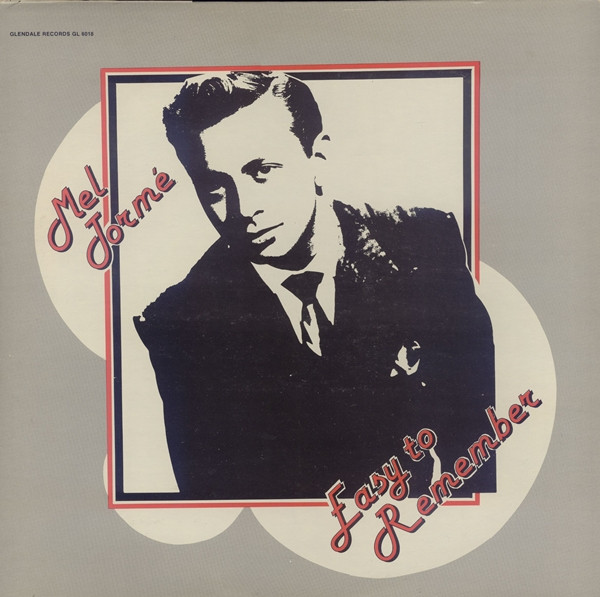 GLENDALE RECORDS GL 6018
Mel
Tormé
Easy to
Remember